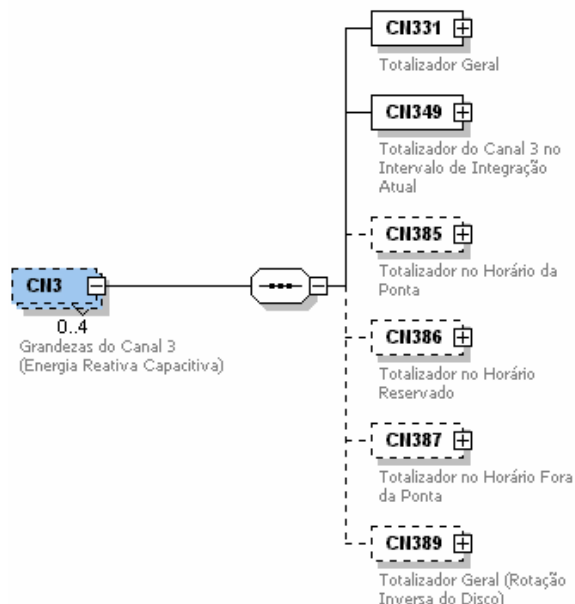 CN331
Totalizador Geral
CN349
Totalizador do Canal 3 no
Intervalo de Integração
Atual
CN385
Totalizador no Horário da
Ponta
CN3
0..4
Grandezas do Canal 3
(Energia Reativa Capacitiva)
CN386
Totalizador no Horário
Reservado
CN387
Totalizador no Horário Fora
da Ponta
CN389
Totalizador Geral (Rotação
Inversa do Disco)